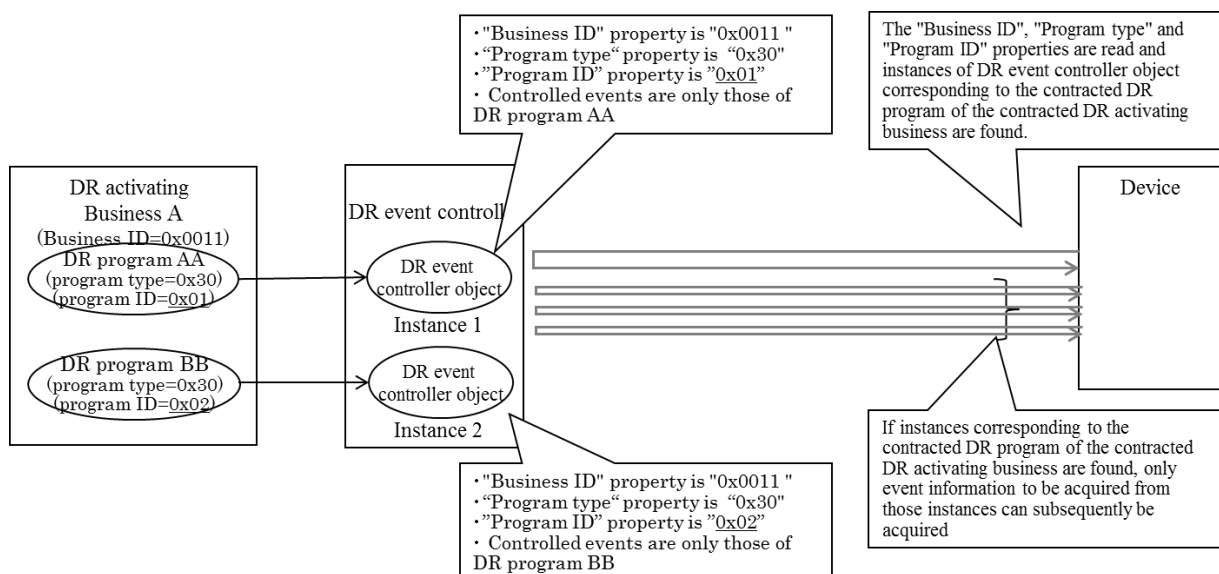 ・"Business ID" property is "0x0011 "
・“Program type“ property is “0x30"
・”Program ID” property is ”0x01”
・ Controlled events are only those of
DR program AA
The "Business ID", "Program type" and
"Program ID" properties are read and
instances of DR event controller object
corresponding to the contracted DR
program of the contracted DR activating
business are found.
DR activating
Business A
(Business ID=0x0011)
DR program AA
(program type=0x30)
(program ID=0x01)
DR program BB
(program type=0x30)
(program ID=0x02)
DR event controll
DR event
controller object
Instance 1
DR event
controller object
Instance 2
Device
・"Business ID" property is "0x0011 "
・“Program type“ property is “0x30"
・”Program ID” property is ”0x02”
・ Controlled events are only those of
DR program BB
If instances corresponding to the
contracted DR program of the contracted
DR activating business are found, only
event information to be acquired from
those instances can subsequently be
acquired